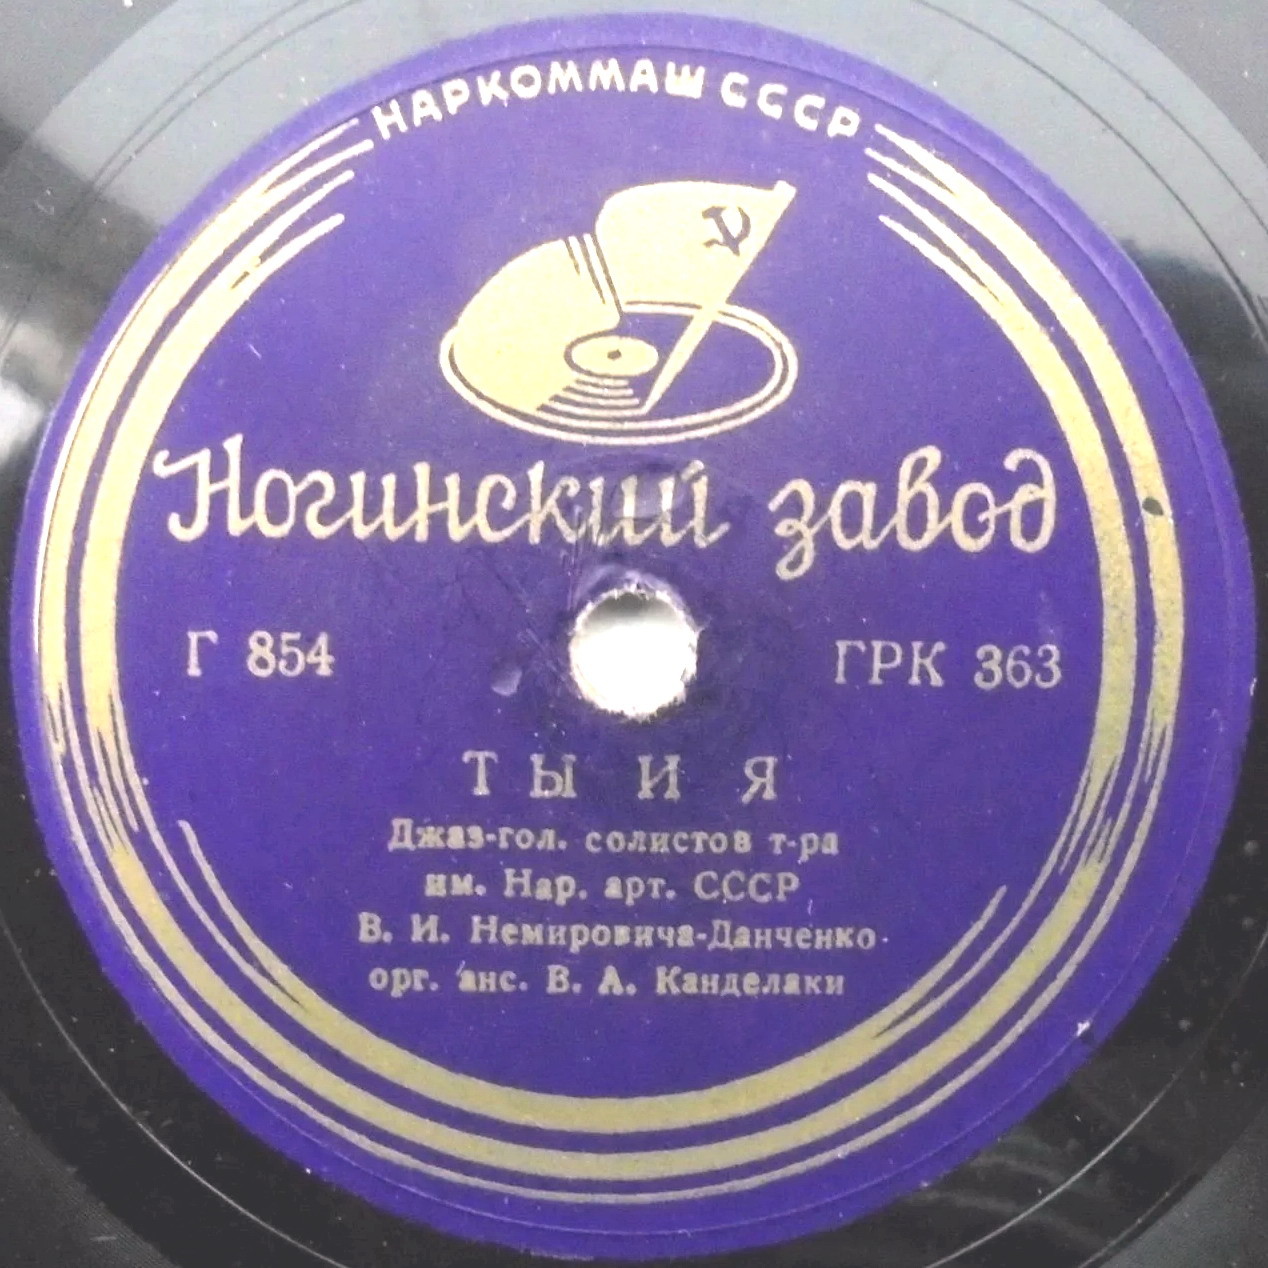 НАРКОММАШ СССР
Ногинский завод
Г 854
ГРК 363
ТЫ И Я
Джаз-гол. солистов т-ра
им. Нар. арт. СССР
В. И. Немировича-Данченко
орг. анс. В. А. Канделаки